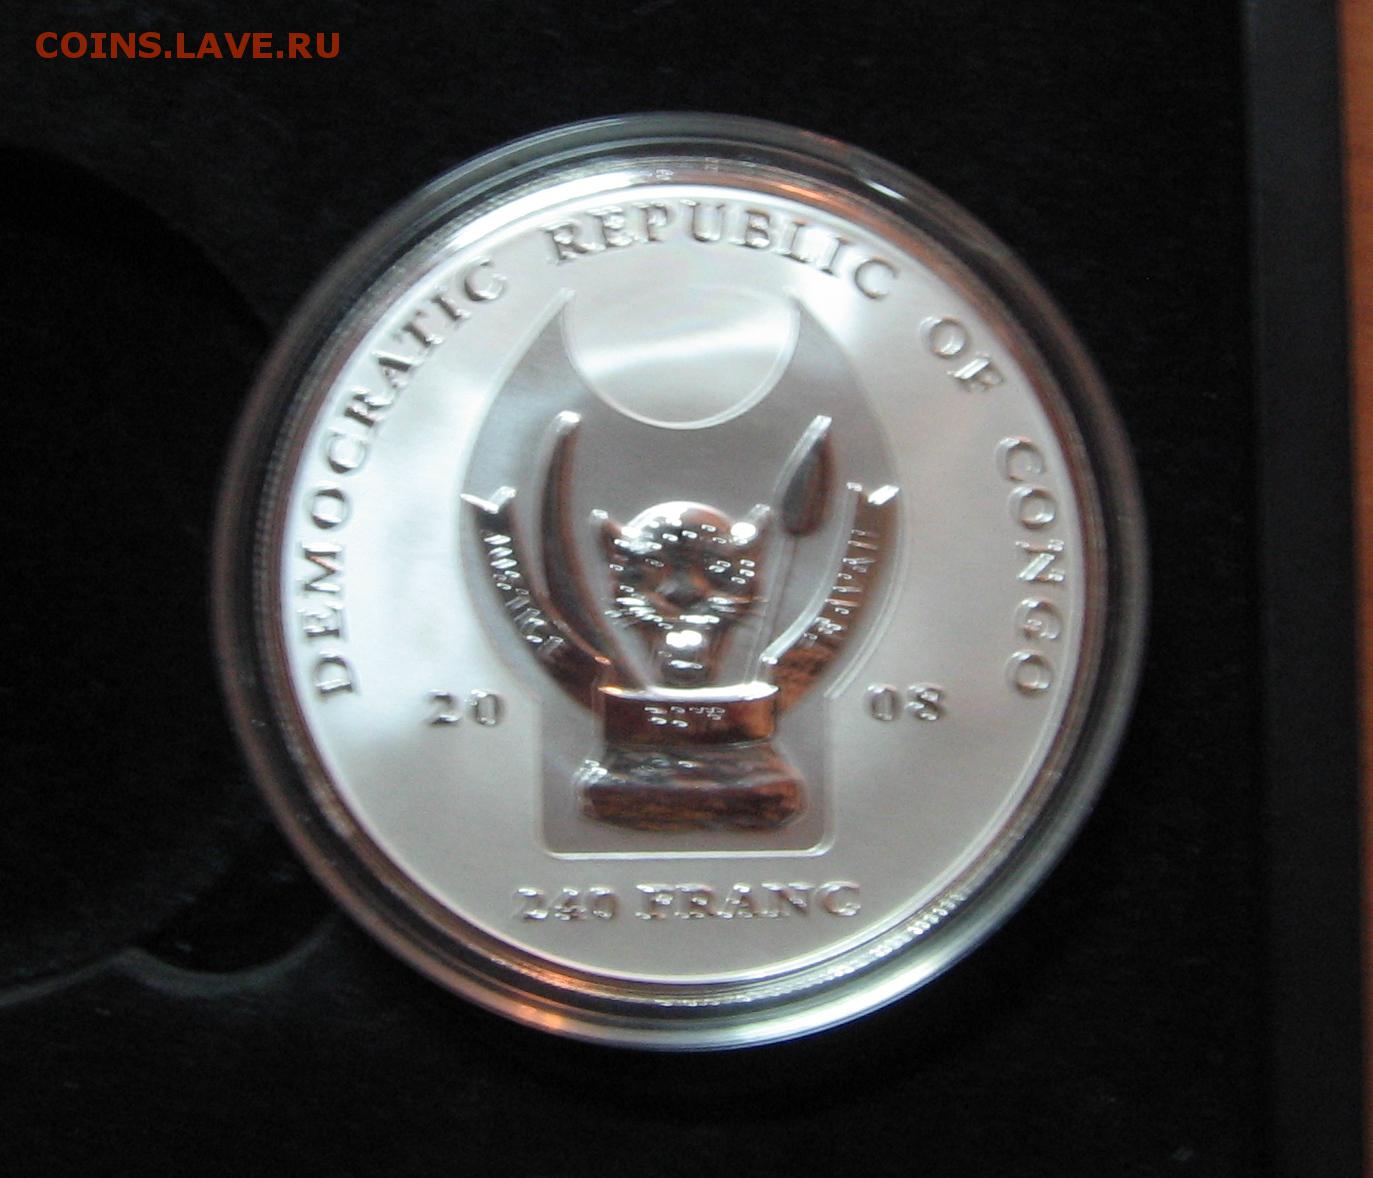 COINS.LAVE.RU
DEMOCRATIC REPUBLIC OF CONGO
20 08
240 FRANC